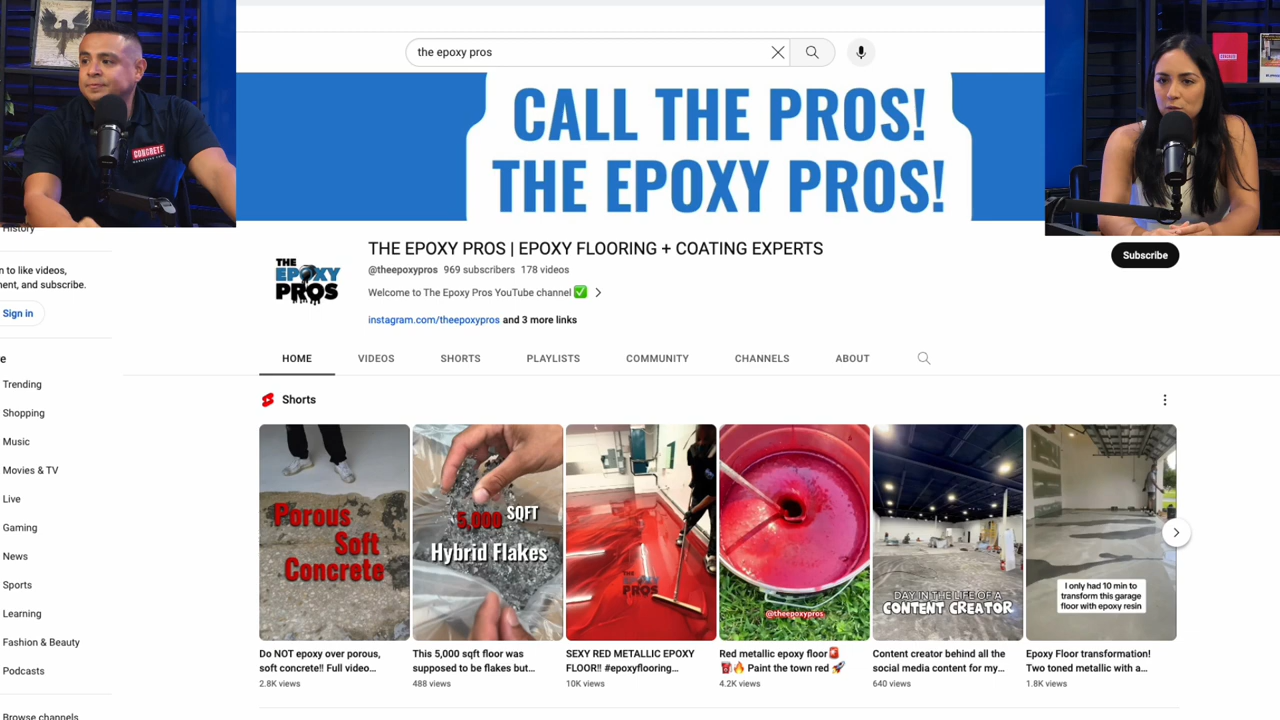 the epoxy pros
CALL THE PROS!
THE EPOXY PROS!
CONCRETE
THE
EPOXY
PROS
THE EPOXY PROS | EPOXY FLOORING + COATING EXPERTS
@theepoxypros 969 subscribers 178 videos
Welcome to The Epoxy Pros YouTube channel ✅ >
instagram.com/theepoxypros and 3 more links
Subscribe
History
n to like videos,
ment, and subscribe.
Sign in
e
Trending
Shopping
Music
Movies & TV
Live
Gaming
News
Sports
Learning
Fashion & Beauty
Podcasts
Browse channels
HOME VIDEOS SHORTS PLAYLISTS COMMUNITY CHANNELS ABOUT
Shorts
Porous
Soft
Concrete
5,000 SQFT
Hybrid Flakes
THE
EPOXY
PROS
@theepoxypros
DAY IN THE LIFE OF A
CONTENT CREATOR
I only had 10 min to
transform this garage
floor with epoxy resin
Do NOT epoxy over porous,
soft concrete‼️ Full video…
2.8K views
This 5,000 sqft floor was
supposed to be flakes but…
488 views
SEXY RED METALLIC EPOXY
FLOOR‼️ #epoxyflooring…
10K views
Red metallic epoxy floor🚨
🧧🔥 Paint the town red 🚀
4.2K views
Content creator behind all the
social media content for my…
640 views
Epoxy Floor transformation!
Two toned metallic with a…
1.8K views